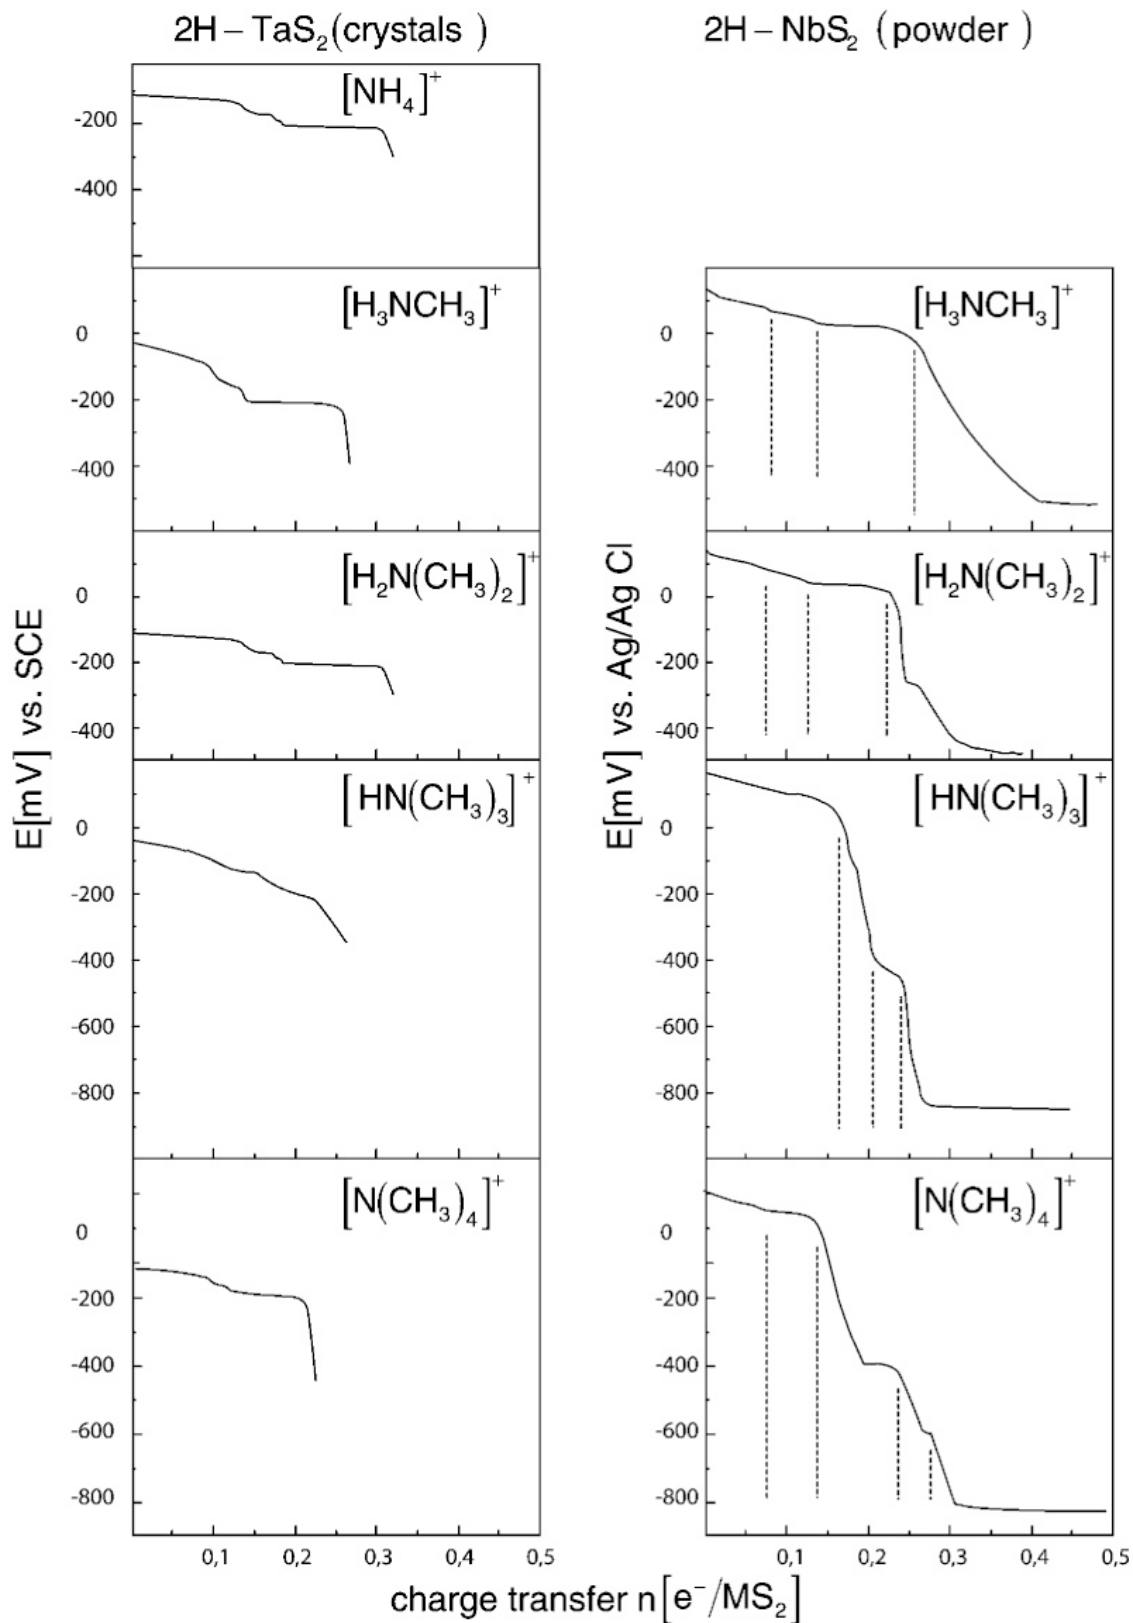 2H – TaS₂ (crystals )
2H – NbS₂ (powder )
[NH₄]⁺
-200
-400
[H₃NCH₃]⁺
0
-200
-400
[H₃NCH₃]⁺
0
-200
-400
[H₂N(CH₃)₂]⁺
0
-200
-400
[H₂N(CH₃)₂]⁺
0
-200
-400
[HN(CH₃)₃]⁺
0
-200
-400
-600
-800
[HN(CH₃)₃]⁺
0
-200
-400
-600
-800
[N(CH₃)₄]⁺
0
-200
-400
-600
-800
[N(CH₃)₄]⁺
0
-200
-400
-600
-800
E[m V] vs. SCE
E[m V] vs. Ag/Ag Cl
0,1 0,2 0,3 0,4 0,5
0,1 0,2 0,3 0,4 0,5
charge transfer n [e⁻/MS₂]